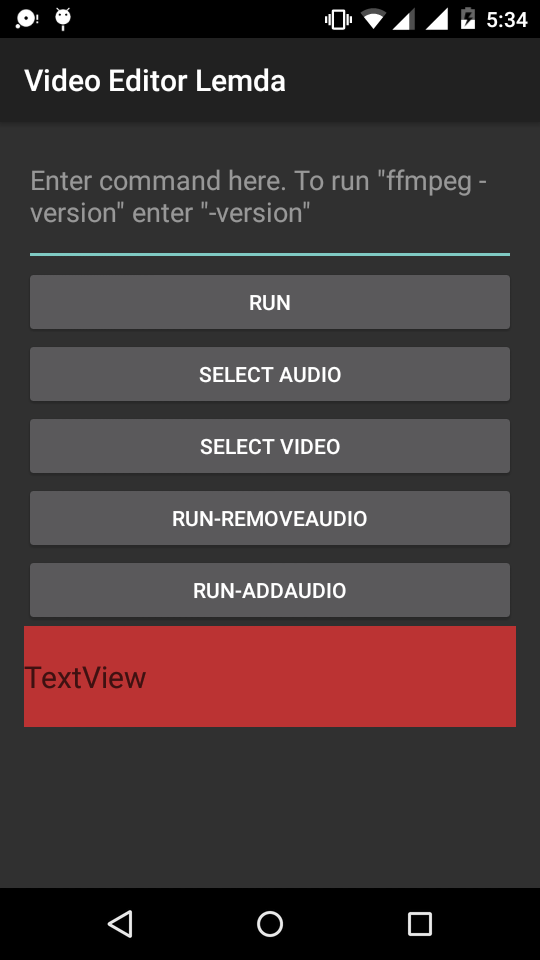 5:34
Video Editor Lemda
Enter command here. To run "ffmpeg -
version" enter "-version"
RUN
SELECT AUDIO
SELECT VIDEO
RUN-REMOVEAUDIO
RUN-ADDAUDIO
TextView